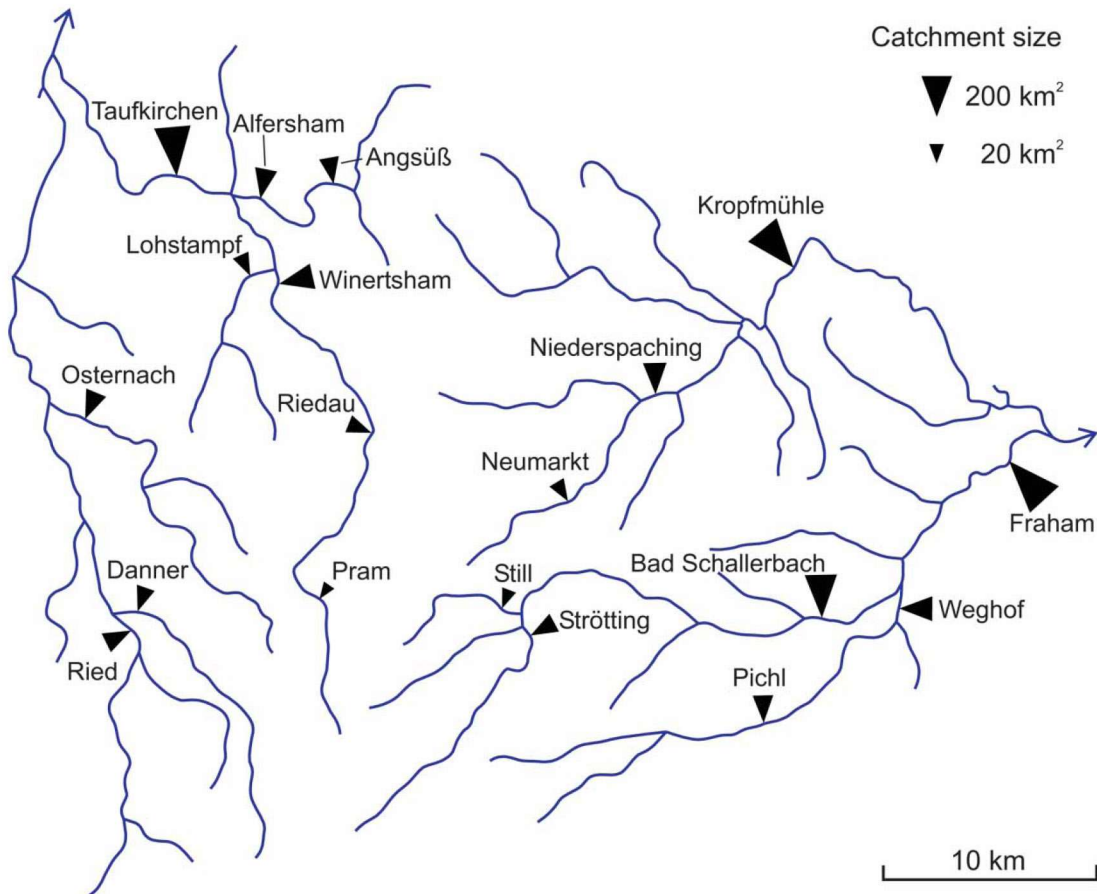 Catchment size
200 km²
20 km²
Taufkirchen
Alfersham
Angsüß
Kropfmühle
Lohstampf
Winertsham
Niederspaching
Osternach
Riedau
Neumarkt
Fraham
Danner
Pram
Still
Bad Schallerbach
Strötting
Weghof
Ried
Pichl
10 km